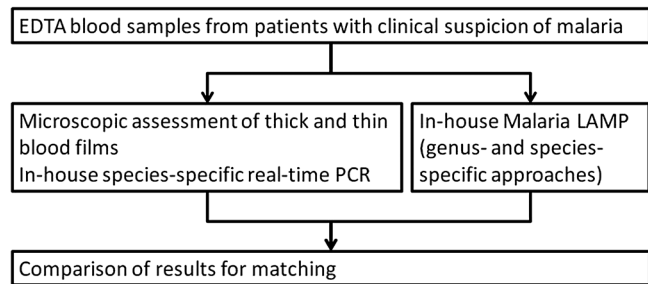 EDTA blood samples from patients with clinical suspicion of malaria
Microscopic assessment of thick and thin
blood films
In-house species-specific real-time PCR
In-house Malaria LAMP
(genus- and species-
specific approaches)
Comparison of results for matching